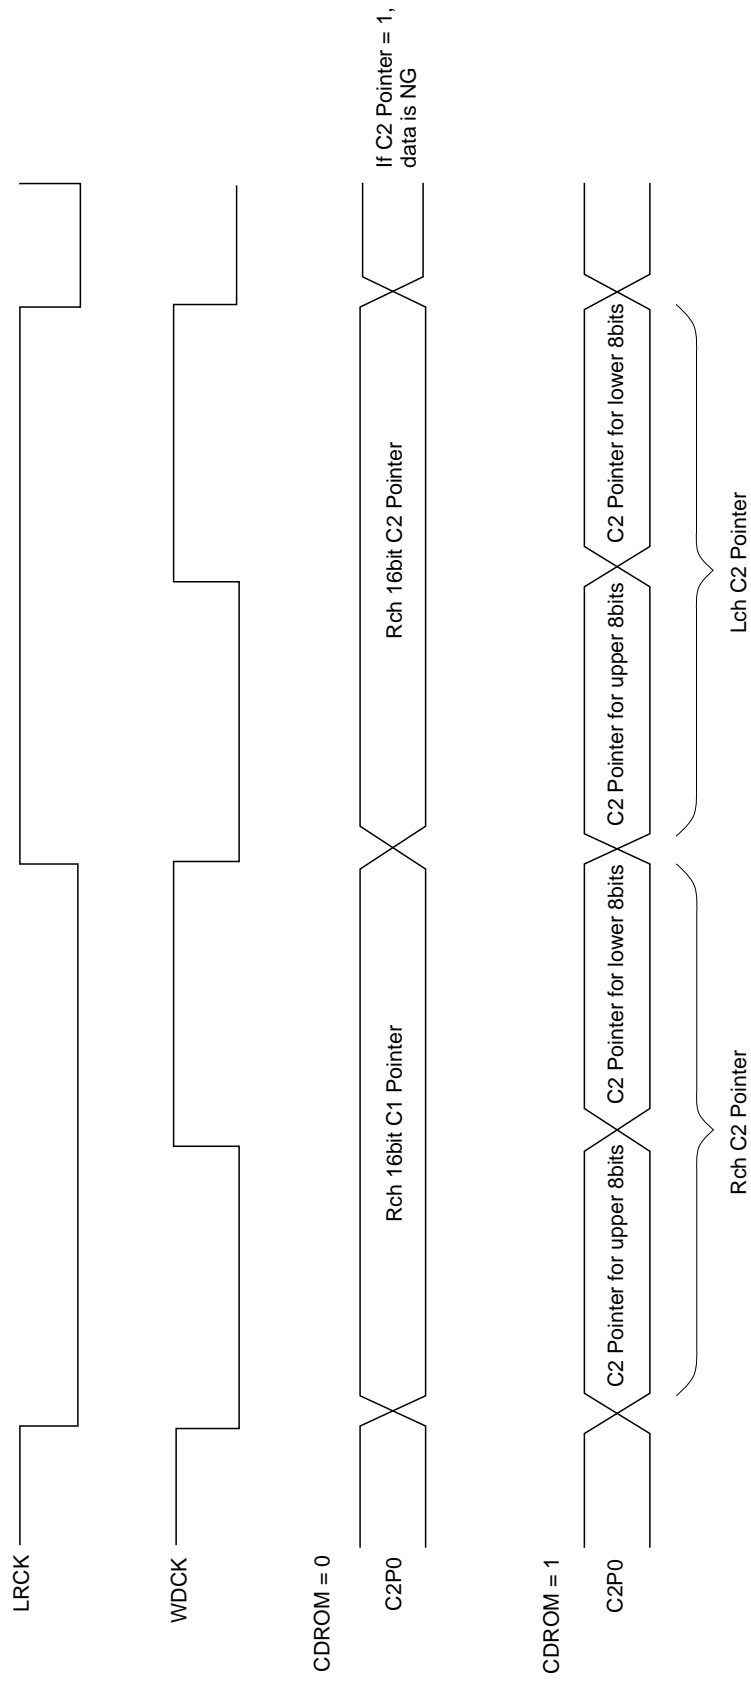 LRCK
WDCK
CDROM = 0
C2P0
Rch 16bit C1 Pointer
Rch 16bit C2 Pointer
If C2 Pointer = 1,
data is NG
CDROM = 1
C2P0
C2 Pointer for upper 8bits
C2 Pointer for lower 8bits
C2 Pointer for upper 8bits
C2 Pointer for lower 8bits
Rch C2 Pointer
Lch C2 Pointer